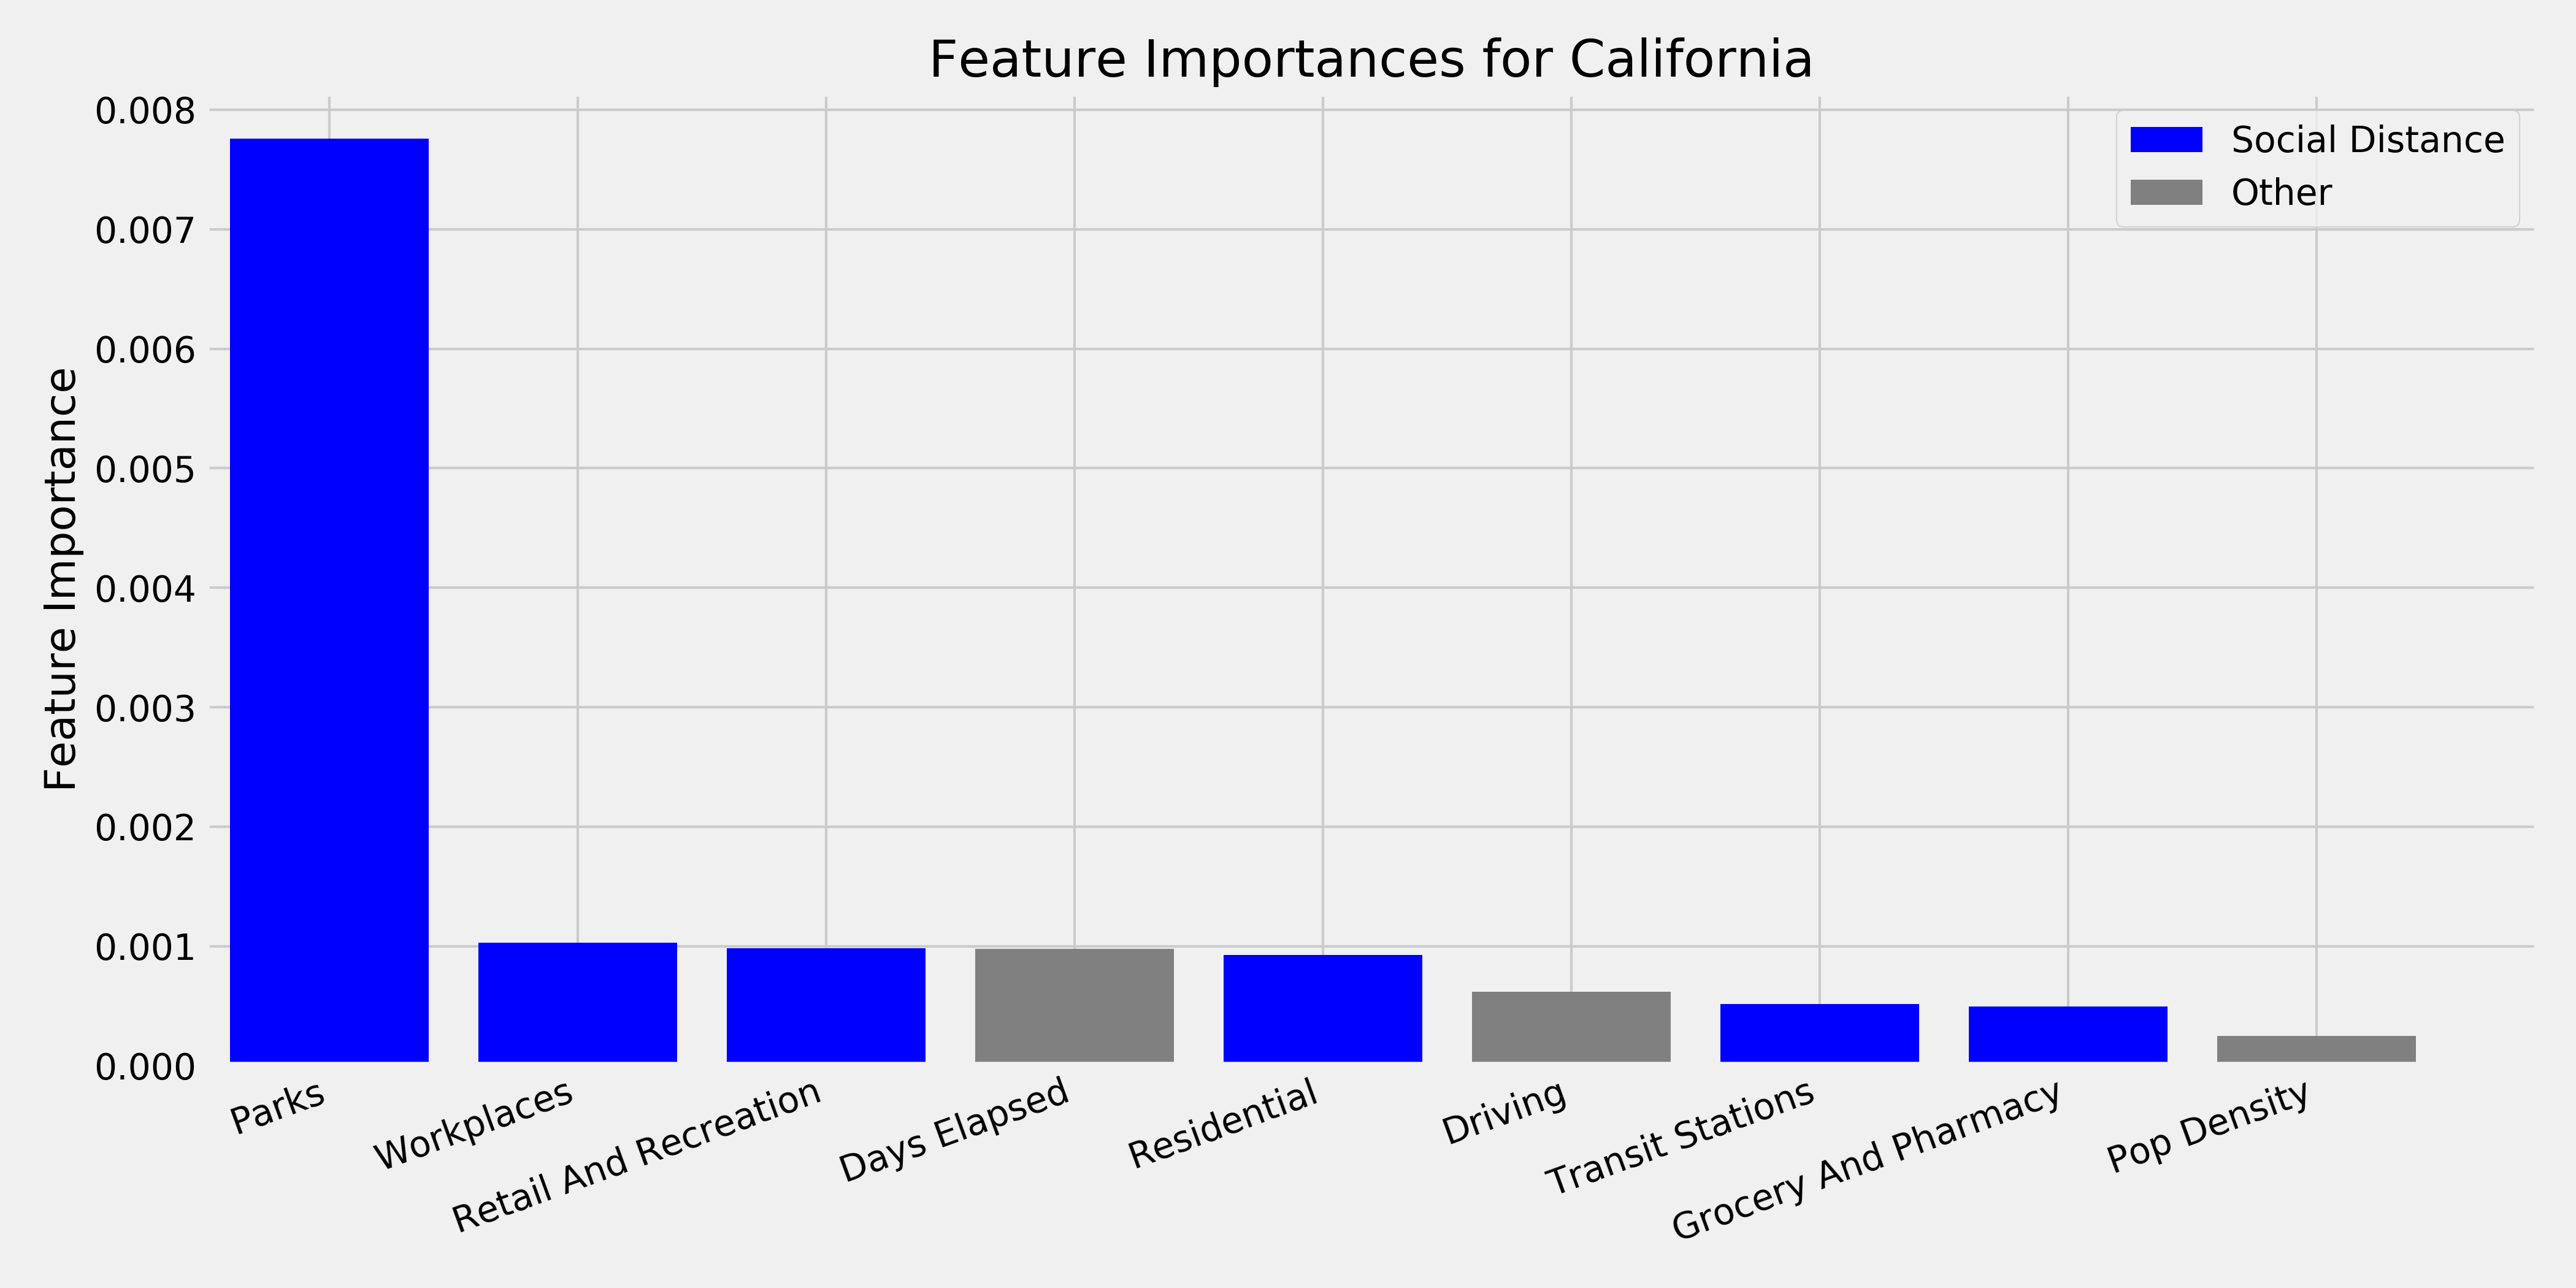 Feature Importances for California
Social Distance
Other
Feature Importance
0.008
0.007
0.006
0.005
0.004
0.003
0.002
0.001
0.000
Parks
Workplaces
Retail And Recreation
Days Elapsed
Residential
Driving
Transit Stations
Grocery And Pharmacy
Pop Density